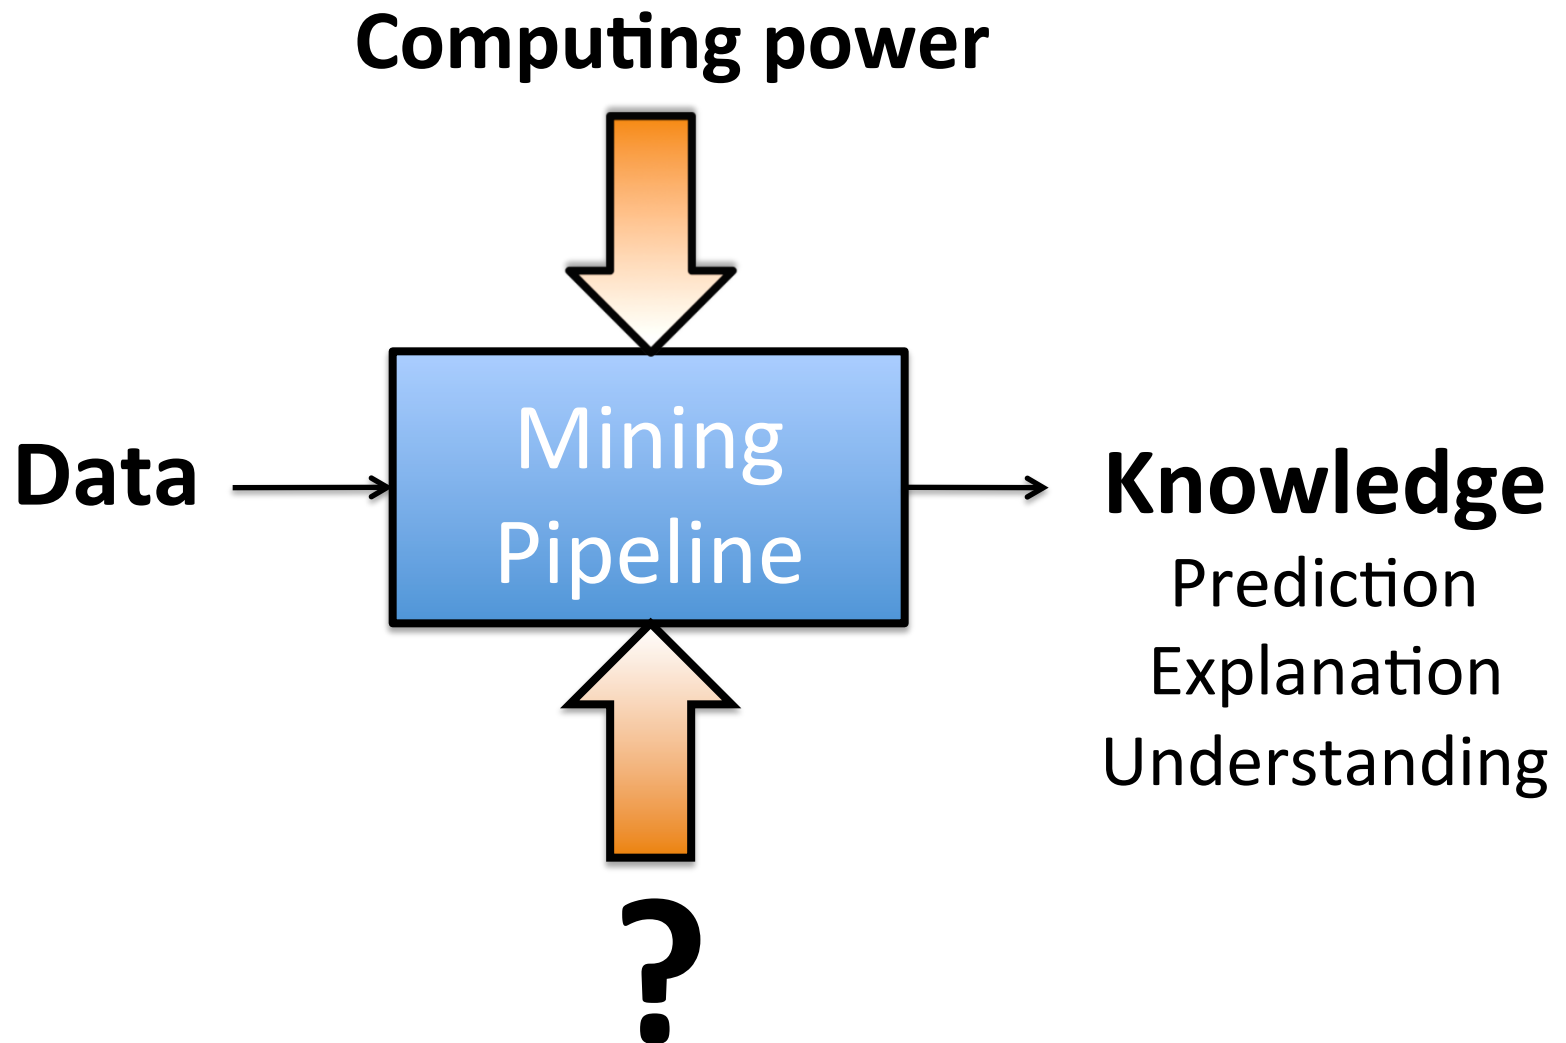 Computing power
Mining
Pipeline
Data
Knowledge
Prediction
Explanation
Understanding
?